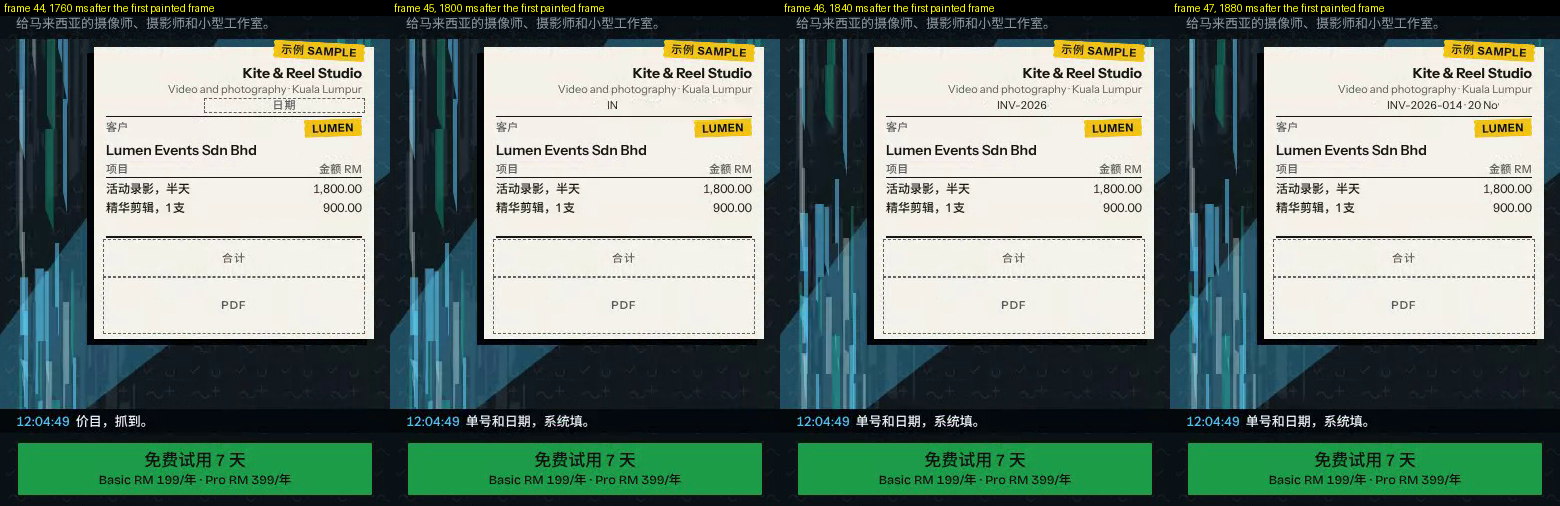 frame 44, 1760 ms after the first painted frame
给马来西亚的摄像师、摄影师和小型工作室。
示例 SAMPLE
Kite & Reel Studio
Video and photography · Kuala Lumpur
日期
客户
LUMEN
Lumen Events Sdn Bhd
项目 金额 RM
活动录影，半天 1,800.00
精华剪辑，1支 900.00
合计
PDF
12:04:49 价目，抓到。
免费试用 7 天
Basic RM 199/年 · Pro RM 399/年
frame 45, 1800 ms after the first painted frame
给马来西亚的摄像师、摄影师和小型工作室。
示例 SAMPLE
Kite & Reel Studio
Video and photography · Kuala Lumpur
IN
客户
LUMEN
Lumen Events Sdn Bhd
项目 金额 RM
活动录影，半天 1,800.00
精华剪辑，1支 900.00
合计
PDF
12:04:49 单号和日期，系统填。
免费试用 7 天
Basic RM 199/年 · Pro RM 399/年
frame 46, 1840 ms after the first painted frame
给马来西亚的摄像师、摄影师和小型工作室。
示例 SAMPLE
Kite & Reel Studio
Video and photography · Kuala Lumpur
INV-2026
客户
LUMEN
Lumen Events Sdn Bhd
项目 金额 RM
活动录影，半天 1,800.00
精华剪辑，1支 900.00
合计
PDF
12:04:49 单号和日期，系统填。
免费试用 7 天
Basic RM 199/年 · Pro RM 399/年
frame 47, 1880 ms after the first painted frame
给马来西亚的摄像师、摄影师和小型工作室。
示例 SAMPLE
Kite & Reel Studio
Video and photography · Kuala Lumpur
INV-2026-014 · 20 No
客户
LUMEN
Lumen Events Sdn Bhd
项目 金额 RM
活动录影，半天 1,800.00
精华剪辑，1支 900.00
合计
PDF
12:04:49 单号和日期，系统填。
免费试用 7 天
Basic RM 199/年 · Pro RM 399/年